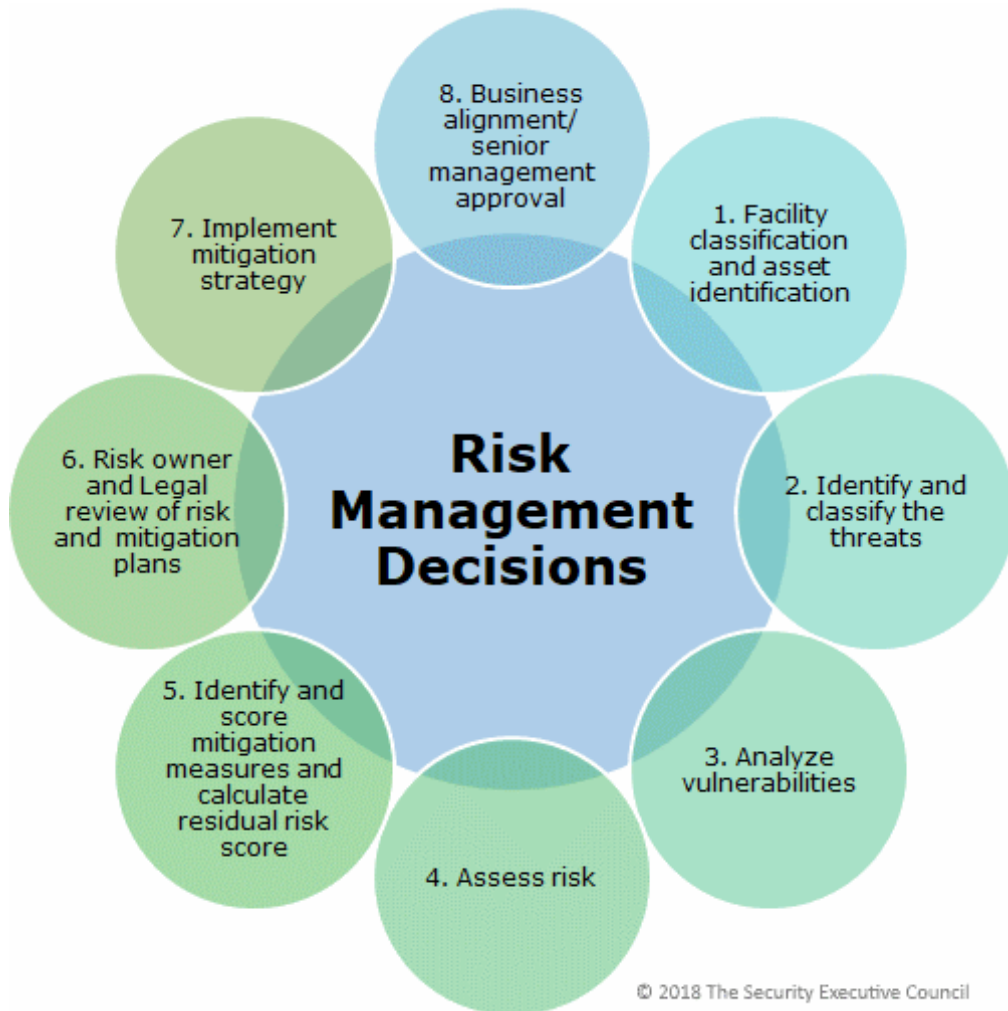 8. Business
alignment/
senior
management
approval
1. Facility
classification
and asset
identification
2. Identify and
classify the
threats
3. Analyze
vulnerabilities
4. Assess risk
5. Identify and
score
mitigation
measures and
calculate
residual risk
score
6. Risk owner
and Legal
review of risk
and mitigation
plans
7. Implement
mitigation
strategy
Risk
Management
Decisions
© 2018 The Security Executive Council